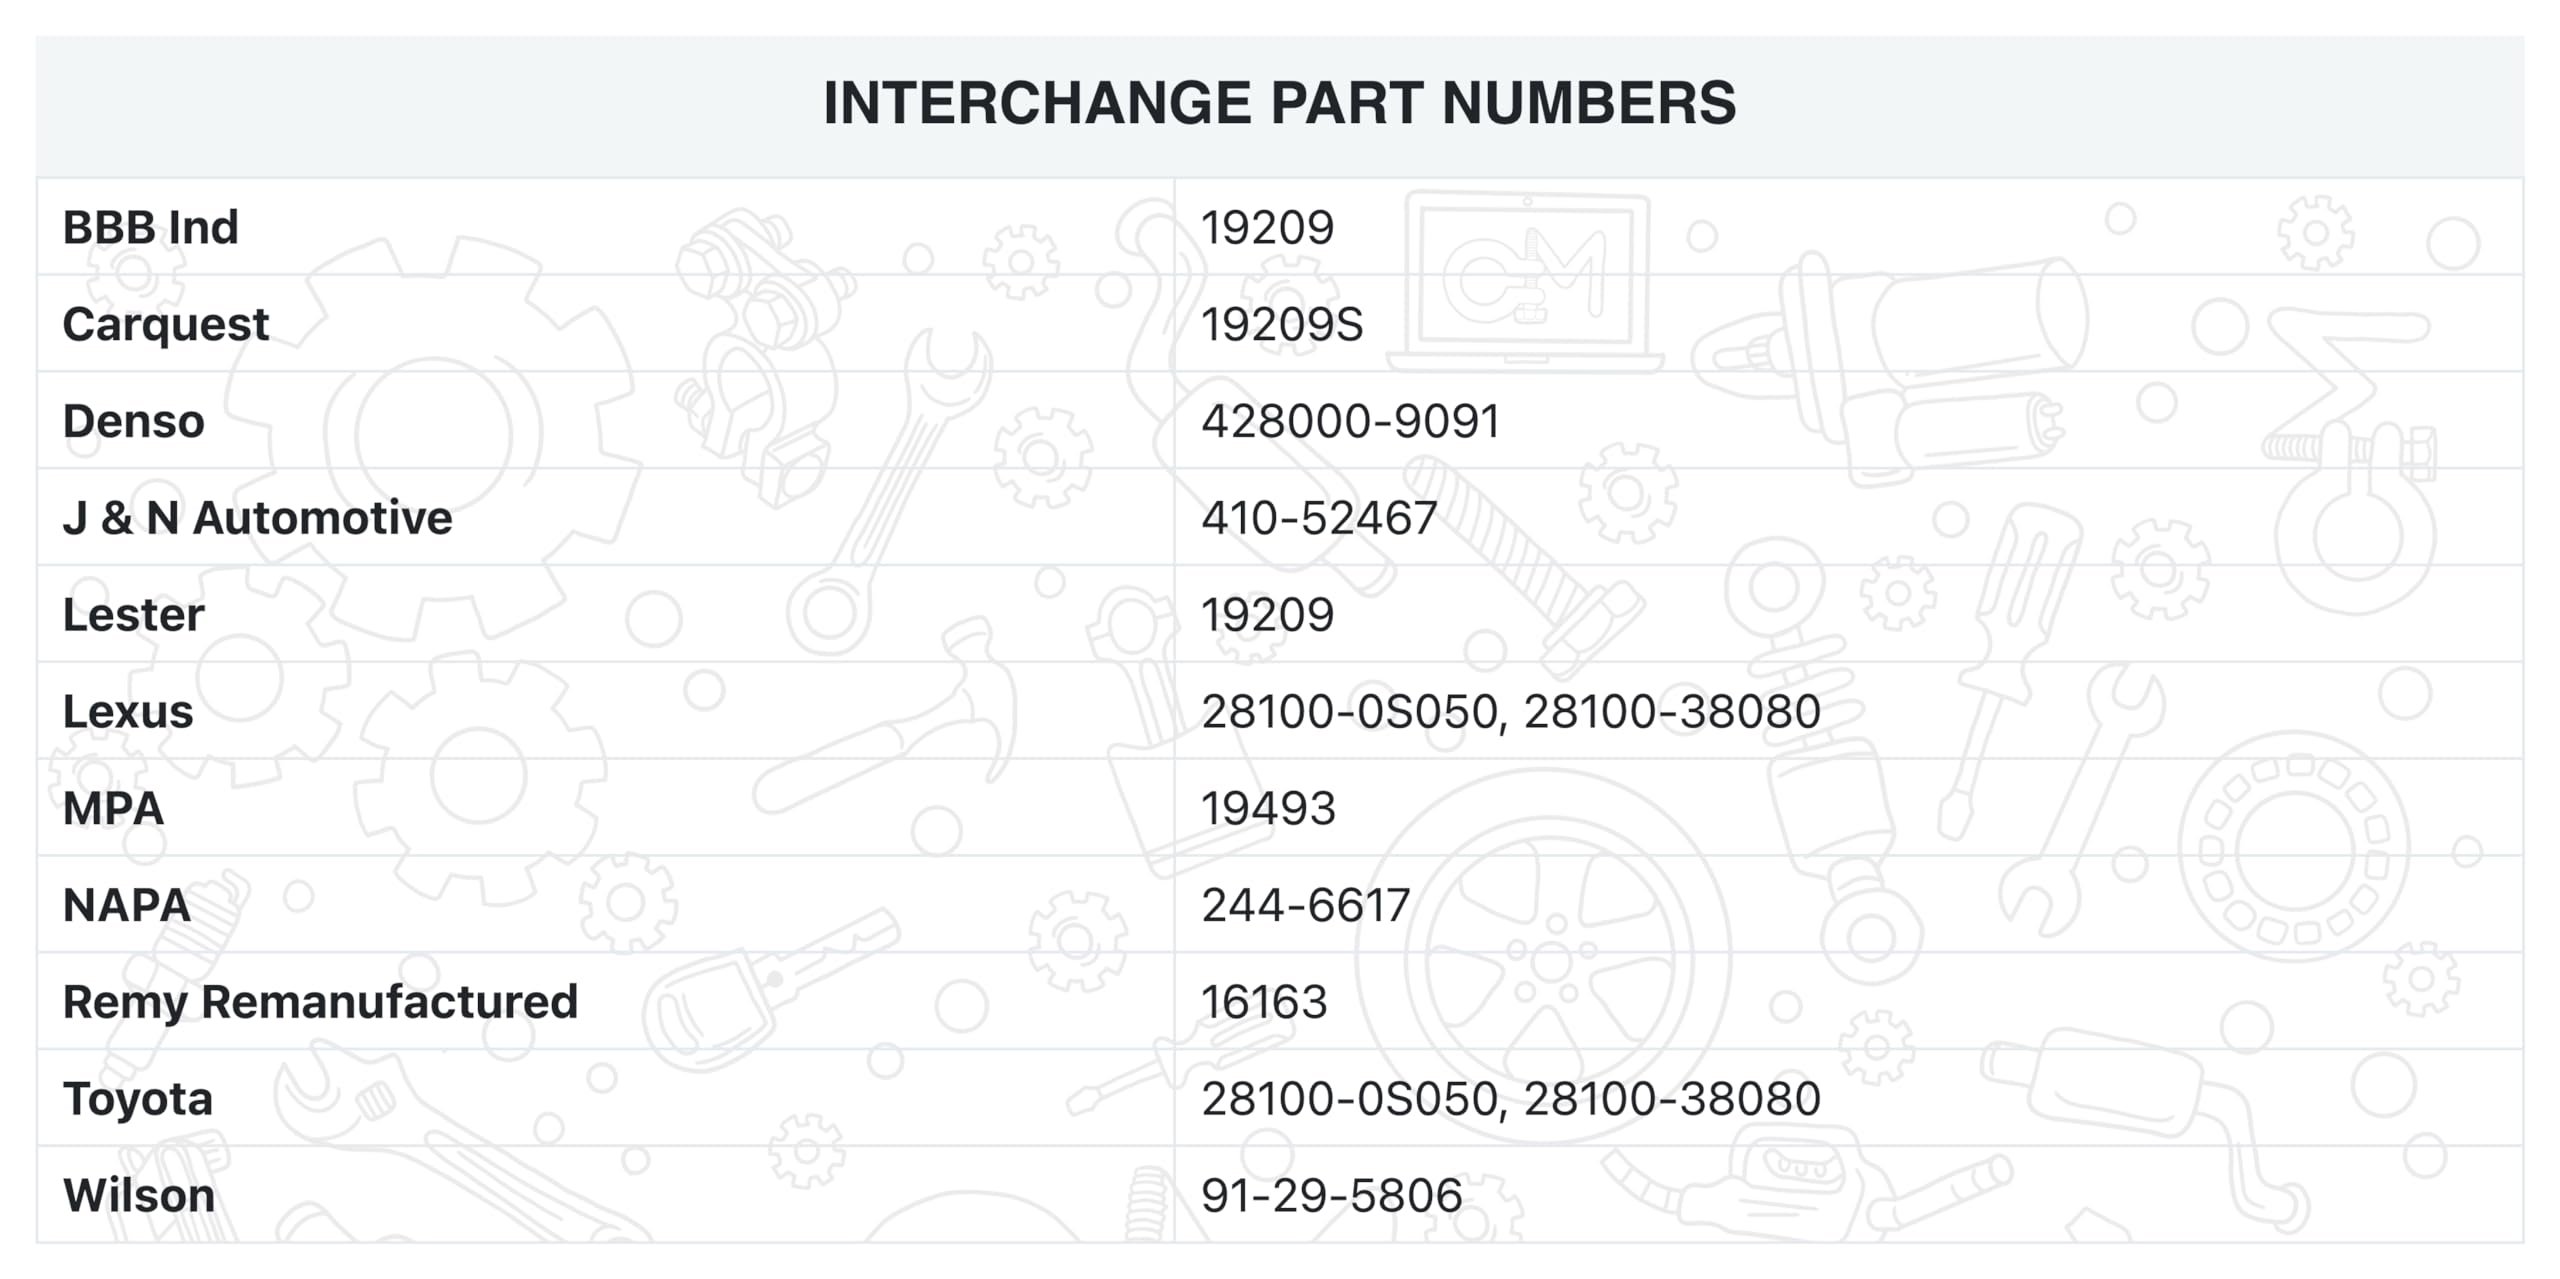 INTERCHANGE PART NUMBERS
BBB Ind 19209
Carquest 19209S
Denso 428000-9091
J & N Automotive 410-52467
Lester 19209
Lexus 28100-0S050, 28100-38080
MPA 19493
NAPA 244-6617
Remy Remanufactured 16163
Toyota 28100-0S050, 28100-38080
Wilson 91-29-5806